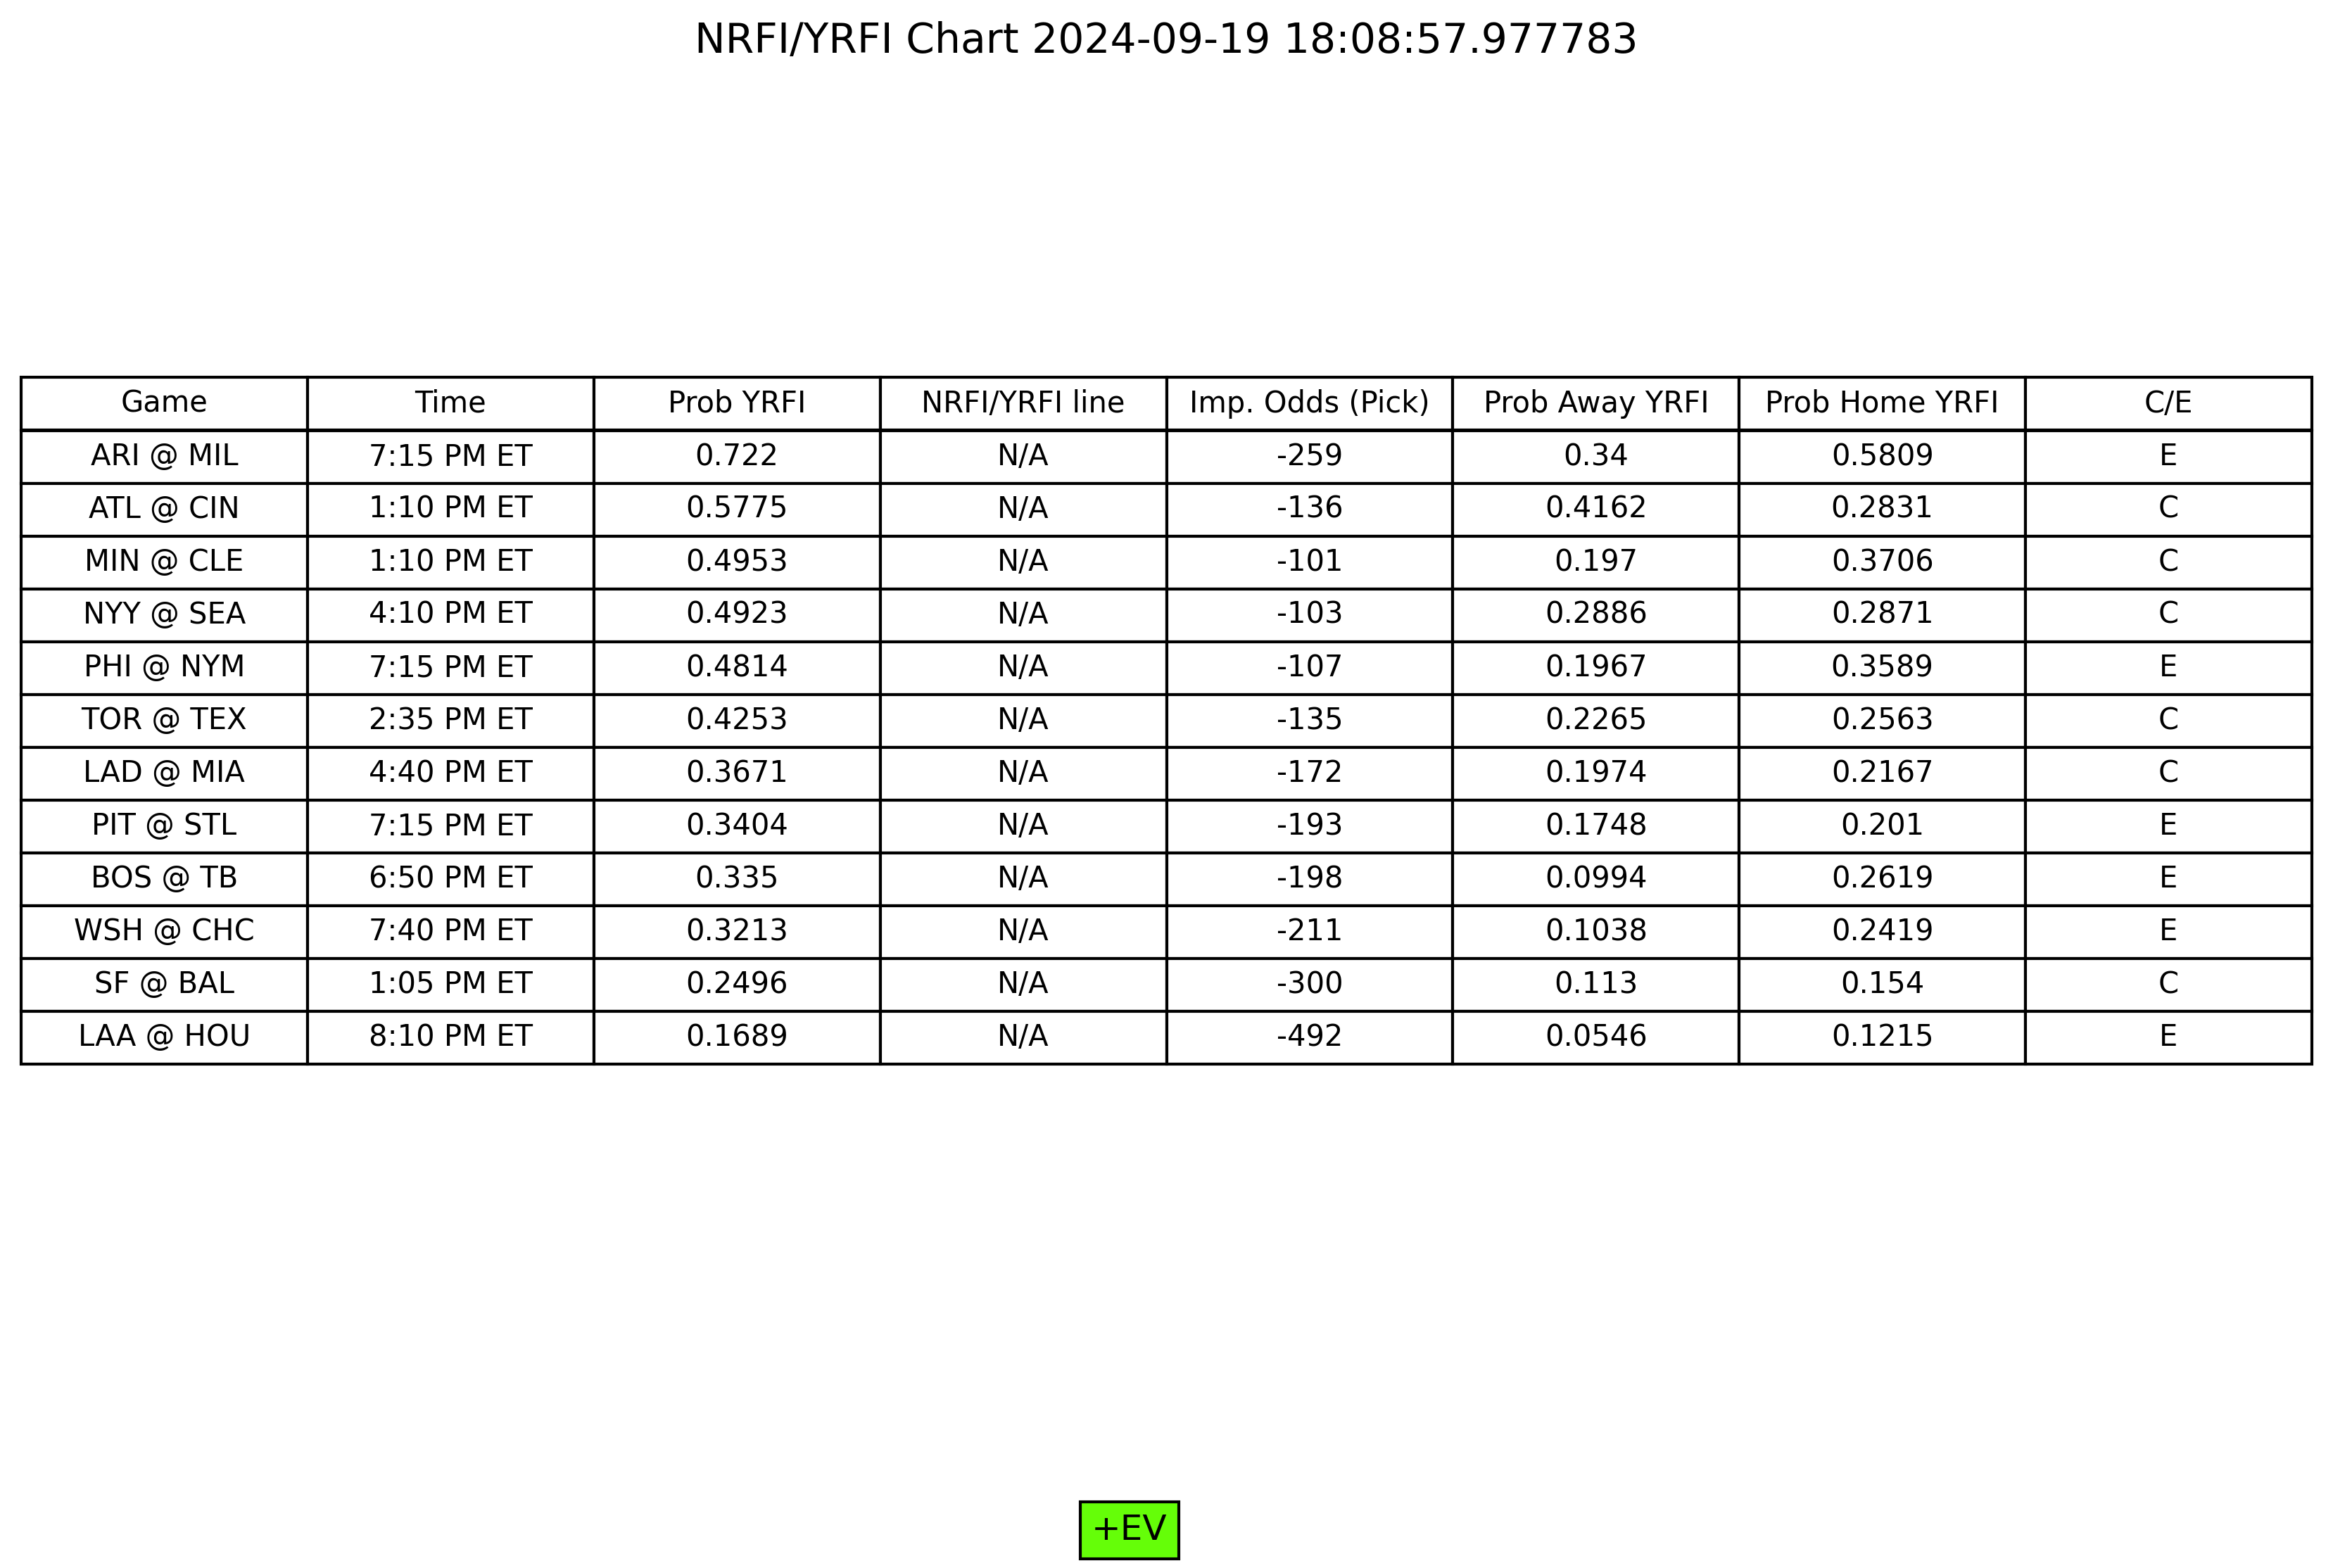 NRFI/YRFI Chart 2024-09-19 18:08:57.977783
Game Time Prob YRFI NRFI/YRFI line Imp. Odds (Pick) Prob Away YRFI Prob Home YRFI C/E
ARI @ MIL 7:15 PM ET 0.722 N/A -259 0.34 0.5809 E
ATL @ CIN 1:10 PM ET 0.5775 N/A -136 0.4162 0.2831 C
MIN @ CLE 1:10 PM ET 0.4953 N/A -101 0.197 0.3706 C
NYY @ SEA 4:10 PM ET 0.4923 N/A -103 0.2886 0.2871 C
PHI @ NYM 7:15 PM ET 0.4814 N/A -107 0.1967 0.3589 E
TOR @ TEX 2:35 PM ET 0.4253 N/A -135 0.2265 0.2563 C
LAD @ MIA 4:40 PM ET 0.3671 N/A -172 0.1974 0.2167 C
PIT @ STL 7:15 PM ET 0.3404 N/A -193 0.1748 0.201 E
BOS @ TB 6:50 PM ET 0.335 N/A -198 0.0994 0.2619 E
WSH @ CHC 7:40 PM ET 0.3213 N/A -211 0.1038 0.2419 E
SF @ BAL 1:05 PM ET 0.2496 N/A -300 0.113 0.154 C
LAA @ HOU 8:10 PM ET 0.1689 N/A -492 0.0546 0.1215 E
+EV